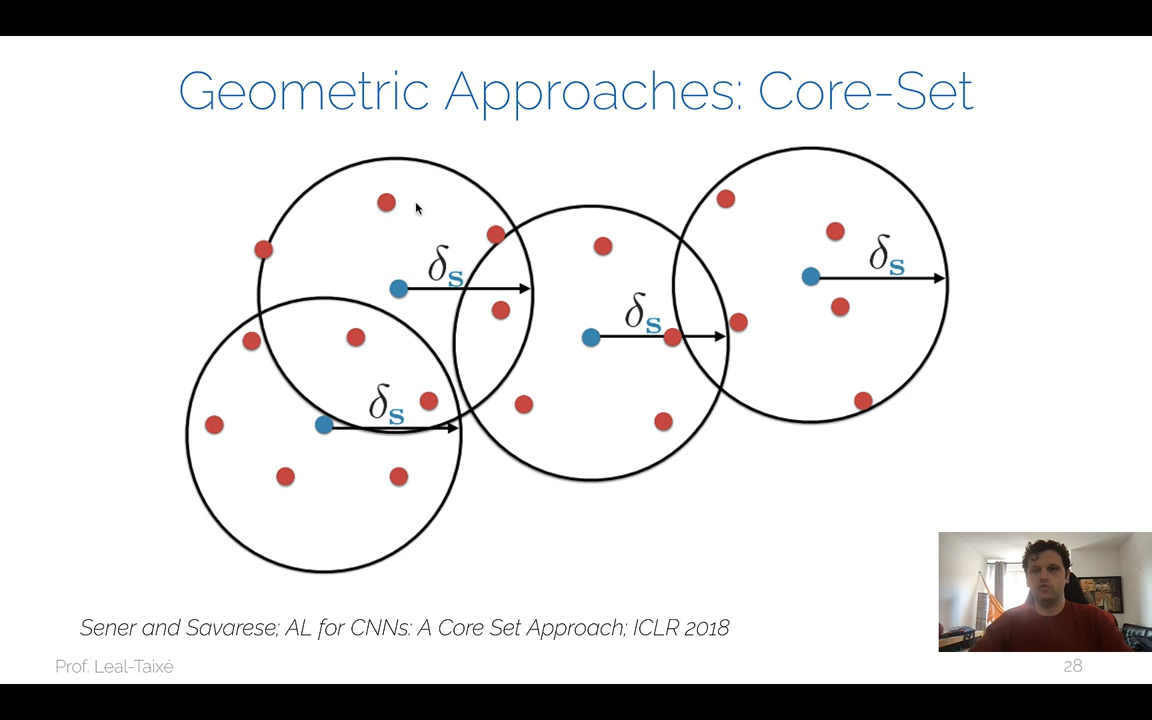 Geometric Approaches: Core-Set
δs
δs
δs
δs
Sener and Savarese; AL for CNNs: A Core Set Approach; ICLR 2018
Prof. Leal-Taixé
28